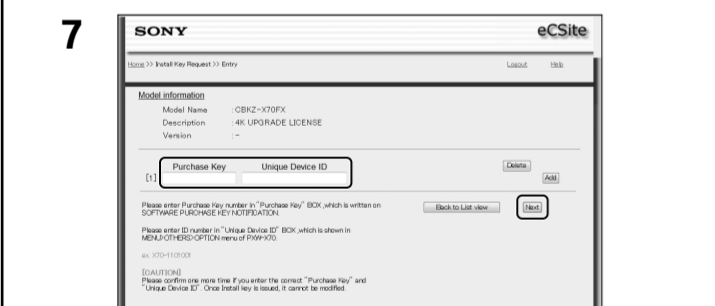 7
SONY
eCSite
Home >> Install Key Request >> Entry
Logout Help
Model information
Model Name : CBKZ-X70FX
Description : 4K UPGRADE LICENSE
Version : -
Purchase Key Unique Device ID
Delete
[1]
Add
Please enter Purchase Key number in "Purchase Key" BOX ,which is written on
SOFTWARE PURCHASE KEY NOTIFICATION.
Back to List view Next
Please enter ID number in "Unique Device ID" BOX ,which is shown in
MENU>OTHERS>OPTION menu of PXW-X70.
ex. X70-1101001
[CAUTION]
Please confirm one more time if you enter the correct "Purchase Key" and
"Unique Device ID". Once Install key is issued, it cannot be modified.